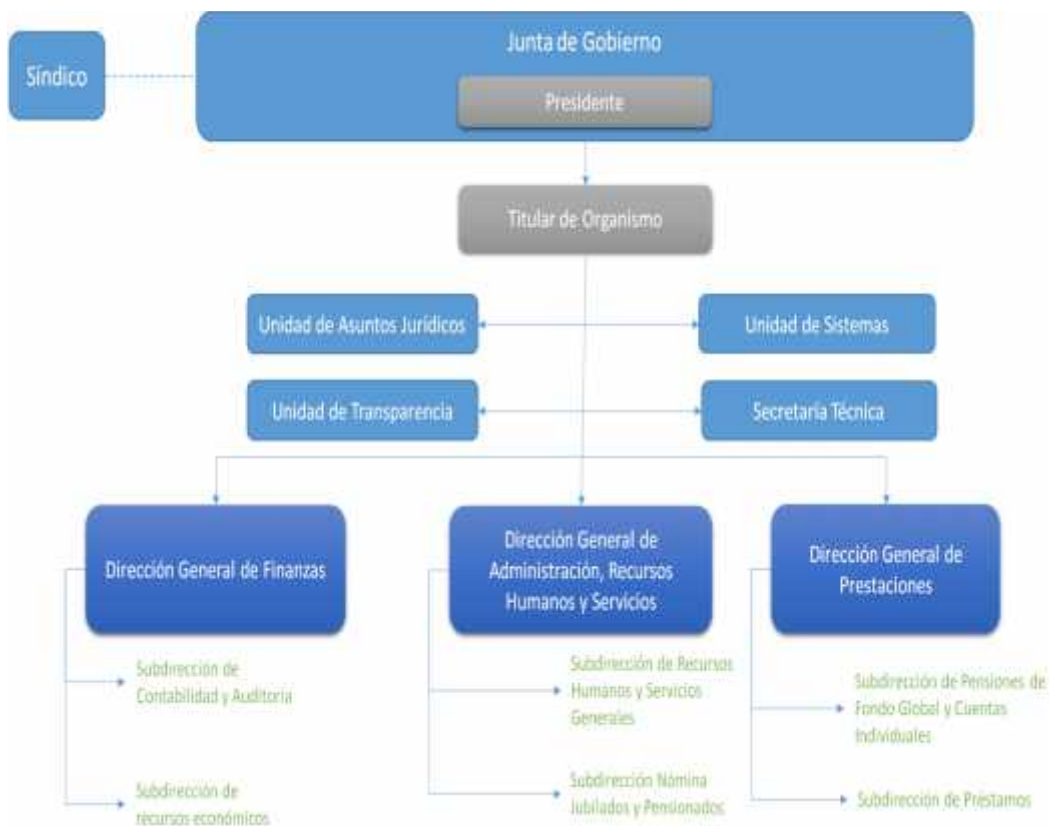 Síndico
Junta de Gobierno
Presidente
Titular de Organismo
Unidad de Asuntos Jurídicos
Unidad de Sistemas
Unidad de Transparencia
Secretaría Técnica
Dirección General de Finanzas
Dirección General de
Administración, Recursos
Humanos y Servicios
Dirección General de
Prestaciones
Subdirección de
Contabilidad y Auditoria
Subdirección de
recursos económicos
Subdirección de Recursos
Humanos y Servicios
Generales
Subdirección Nómina
Jubilados y Pensionados
Subdirección de Pensiones de
Fondo Global y Cuentas
Individuales
Subdirección de Préstamos